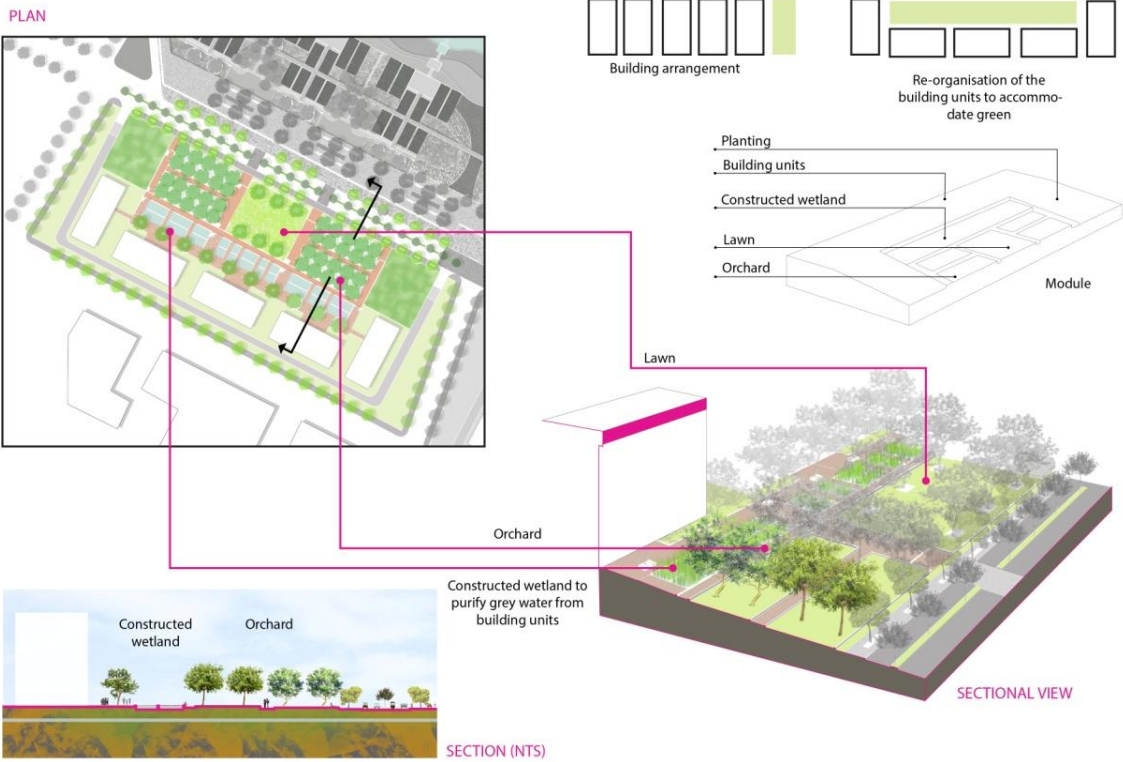 PLAN
Building arrangement
Re-organisation of the
building units to accommo-
date green
Planting
Building units
Constructed wetland
Lawn
Orchard
Module
Lawn
Orchard
Constructed wetland to
purify grey water from
building units
SECTIONAL VIEW
Constructed
wetland
Orchard
SECTION (NTS)